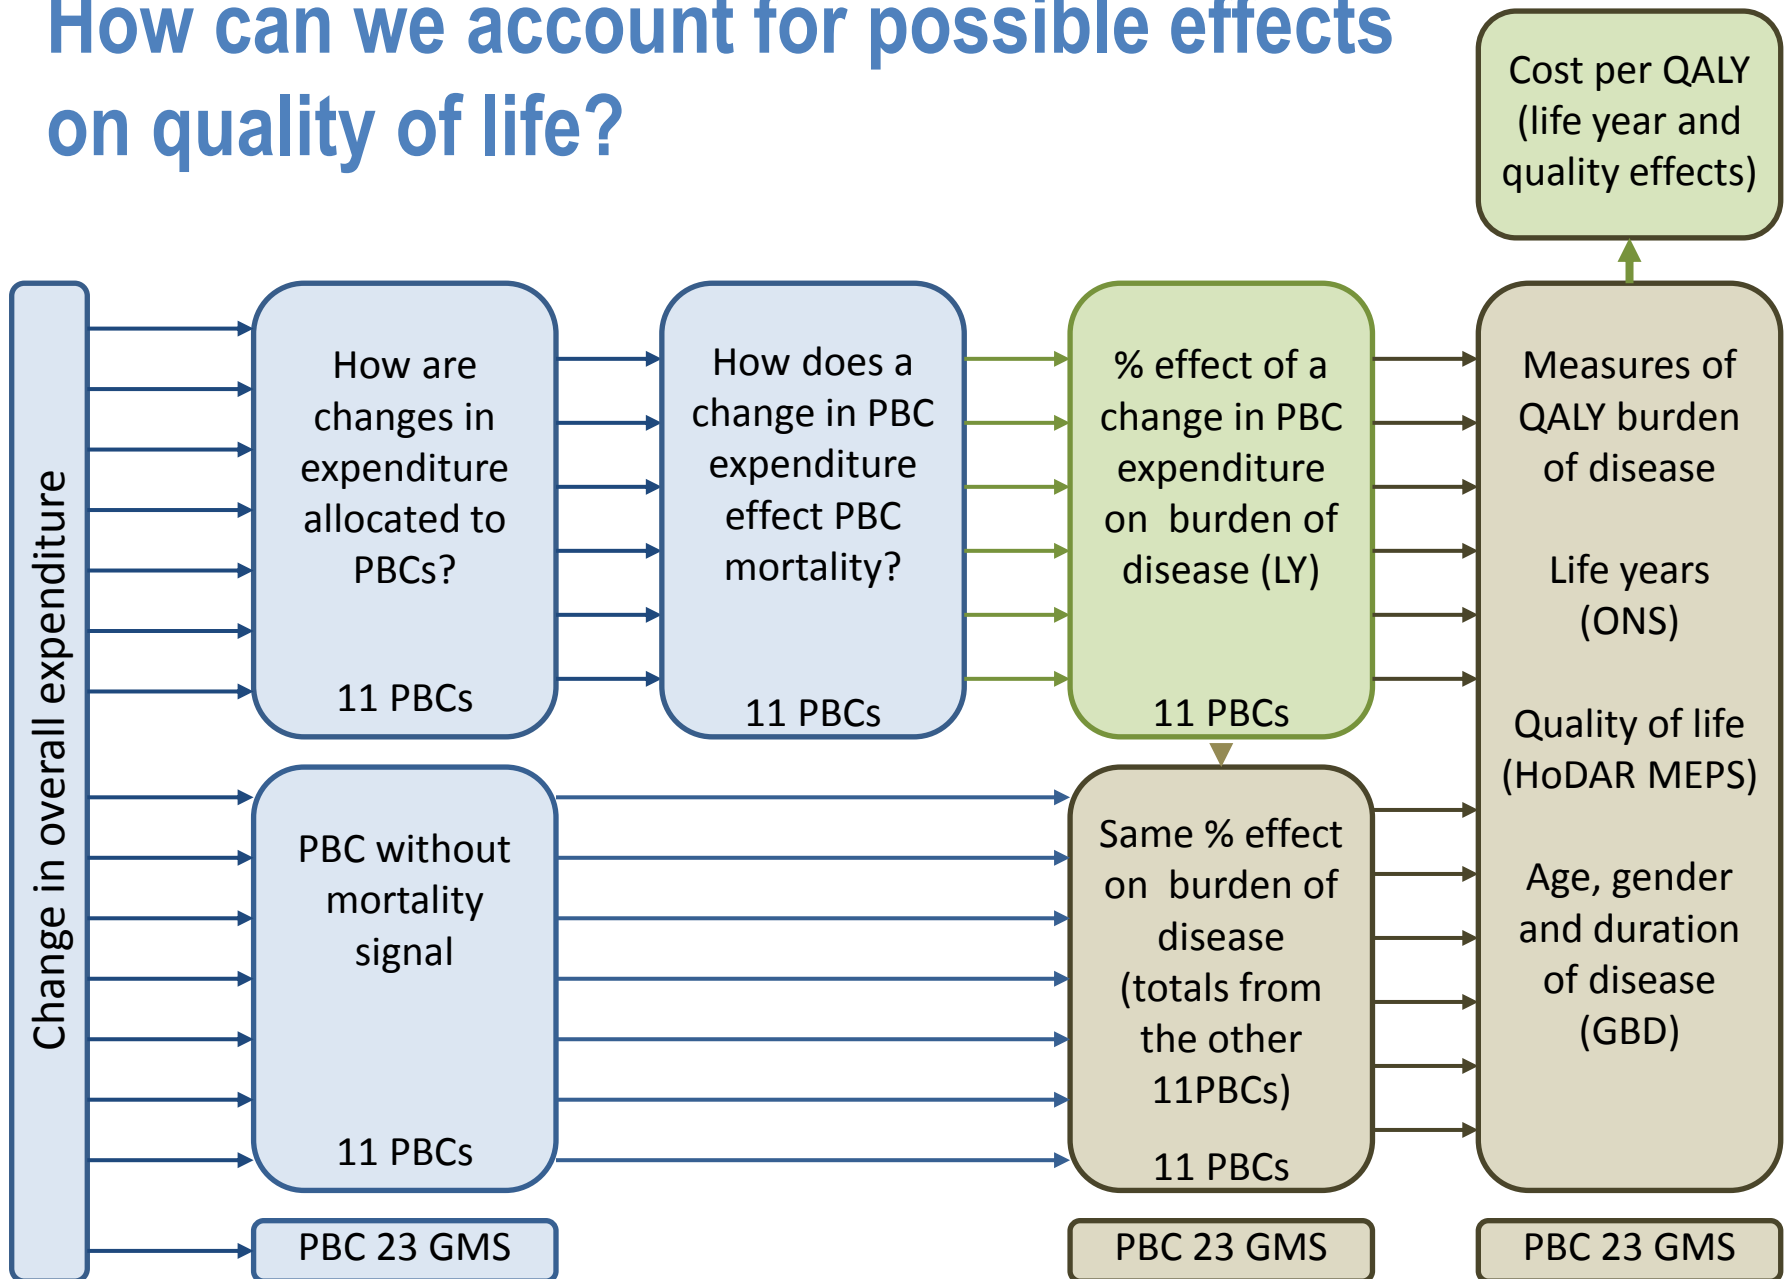 How can we account for possible effects
on quality of life?
Cost per QALY
(life year and
quality effects)
Change in overall expenditure
How are
changes in
expenditure
allocated to
PBCs?
11 PBCs
How does a
change in PBC
expenditure
effect PBC
mortality?
11 PBCs
% effect of a
change in PBC
expenditure
on burden of
disease (LY)
11 PBCs
Measures of
QALY burden
of disease
Life years
(ONS)
Quality of life
(HoDAR MEPS)
Age, gender
and duration
of disease
(GBD)
PBC without
mortality
signal
11 PBCs
Same % effect
on burden of
disease
(totals from
the other
11PBCs)
11 PBCs
PBC 23 GMS
PBC 23 GMS
PBC 23 GMS